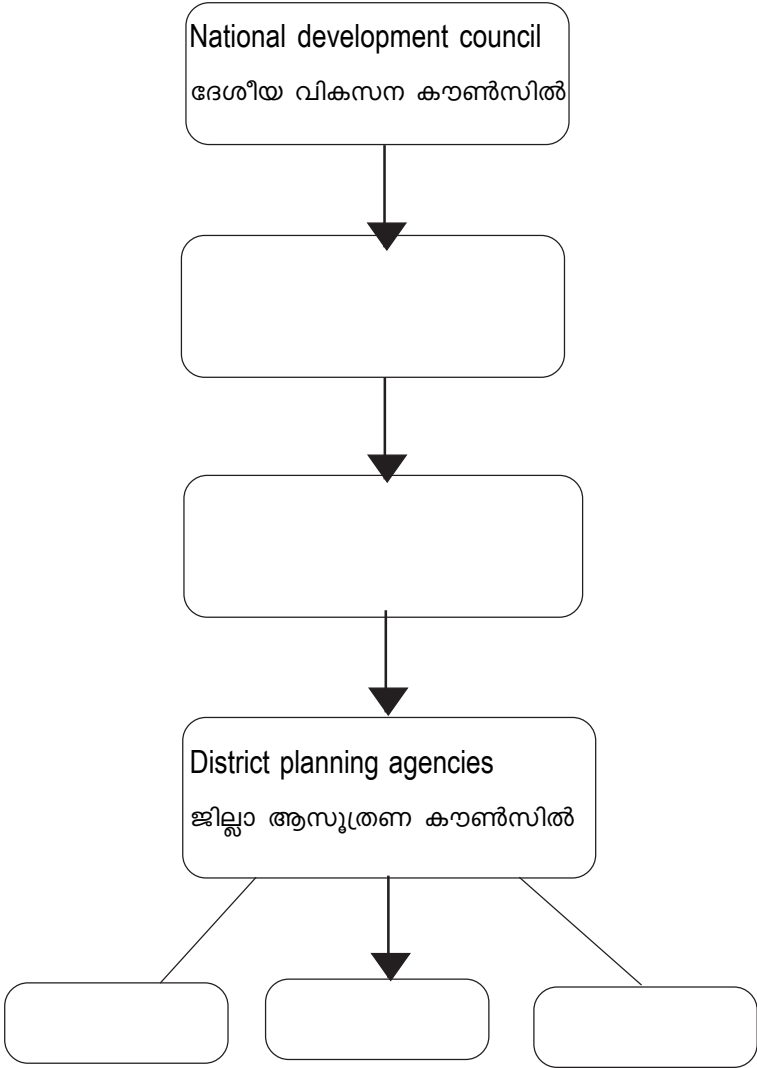 National development council
ദേശീയ വികസന കൗൺസിൽ
District planning agencies
ജില്ലാ ആസൂത്രണ കൗൺസിൽ